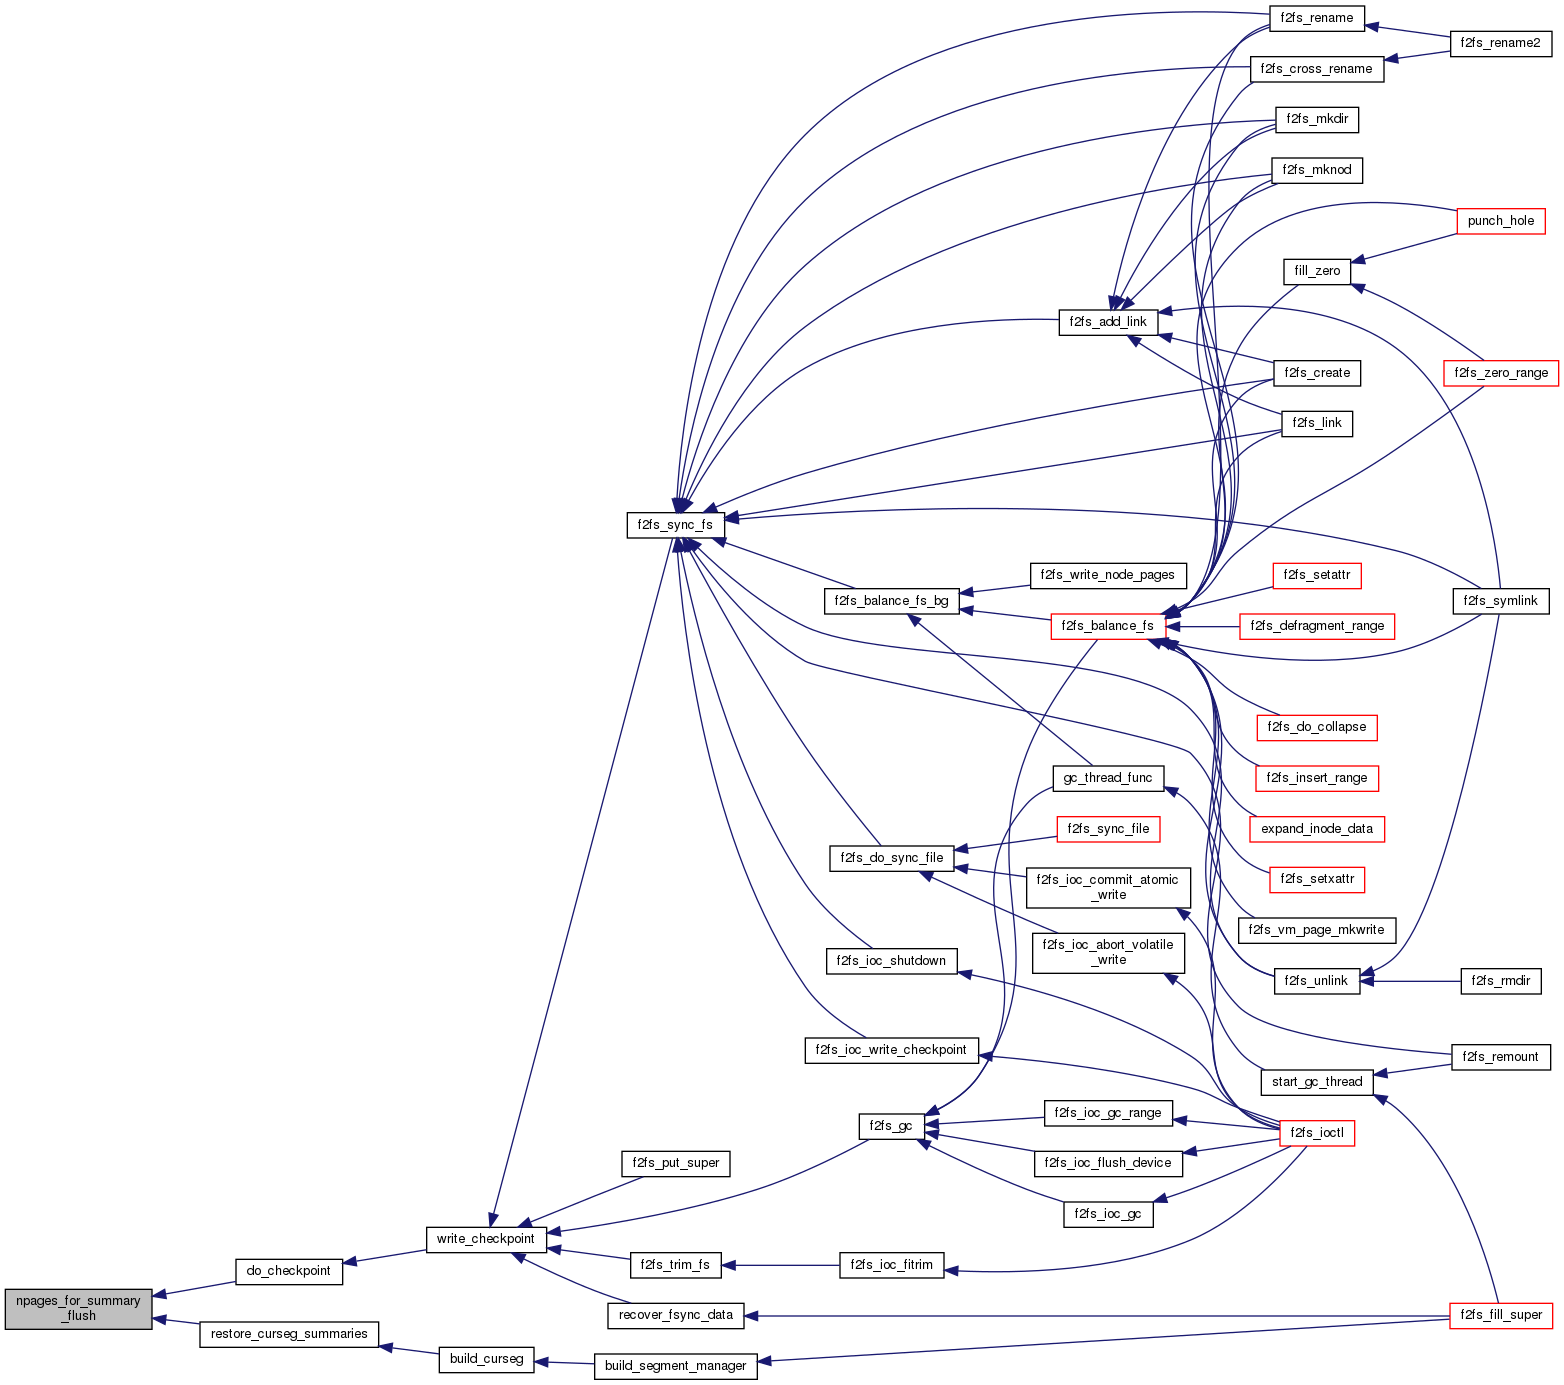 f2fs_rename
f2fs_rename2
f2fs_cross_rename
f2fs_mkdir
f2fs_mknod
punch_hole
fill_zero
f2fs_add_link
f2fs_create
f2fs_zero_range
f2fs_link
f2fs_sync_fs
f2fs_write_node_pages
f2fs_setattr
f2fs_balance_fs_bg
f2fs_symlink
f2fs_balance_fs
f2fs_defragment_range
f2fs_do_collapse
gc_thread_func
f2fs_insert_range
f2fs_sync_file
expand_inode_data
f2fs_do_sync_file
f2fs_ioc_commit_atomic
_write
f2fs_setxattr
f2fs_vm_page_mkwrite
f2fs_ioc_abort_volatile
_write
f2fs_ioc_shutdown
f2fs_unlink
f2fs_rmdir
f2fs_ioc_write_checkpoint
f2fs_remount
start_gc_thread
f2fs_ioc_gc_range
f2fs_gc
f2fs_ioctl
f2fs_put_super
f2fs_ioc_flush_device
f2fs_ioc_gc
write_checkpoint
do_checkpoint
f2fs_trim_fs
f2fs_ioc_fitrim
npages_for_summary
_flush
recover_fsync_data
f2fs_fill_super
restore_curseg_summaries
build_curseg
build_segment_manager